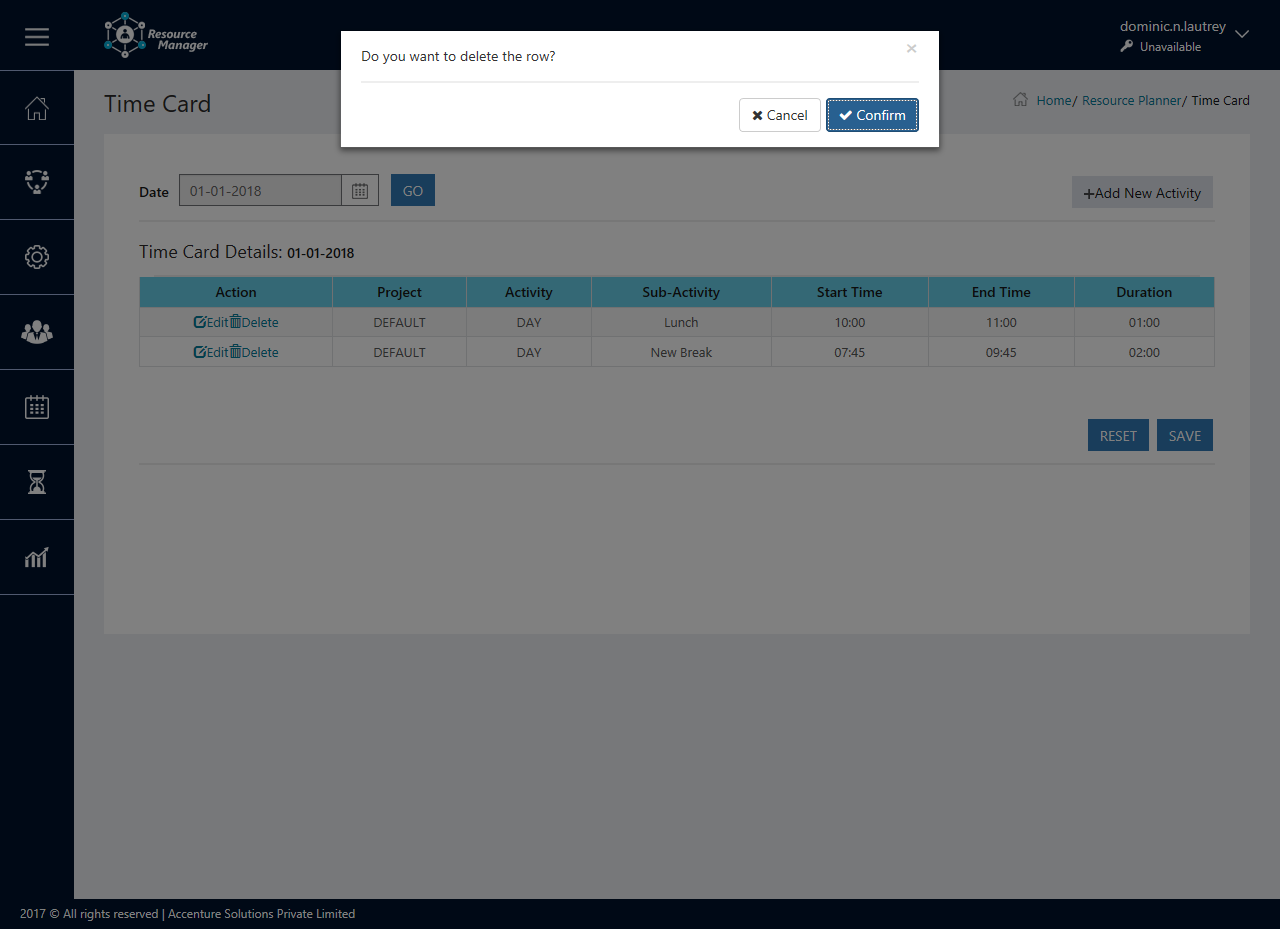 Resource
Manager
dominic.n.lautrey
Unavailable
Do you want to delete the row?
×
Cancel
Confirm
Time Card
Home/ Resource Planner/ Time Card
Date
01-01-2018
GO
+Add New Activity
Time Card Details: 01-01-2018
Action Project Activity Sub-Activity Start Time End Time Duration
Edit Delete DEFAULT DAY Lunch 10:00 11:00 01:00
Edit Delete DEFAULT DAY New Break 07:45 09:45 02:00
RESET
SAVE
2017 © All rights reserved | Accenture Solutions Private Limited